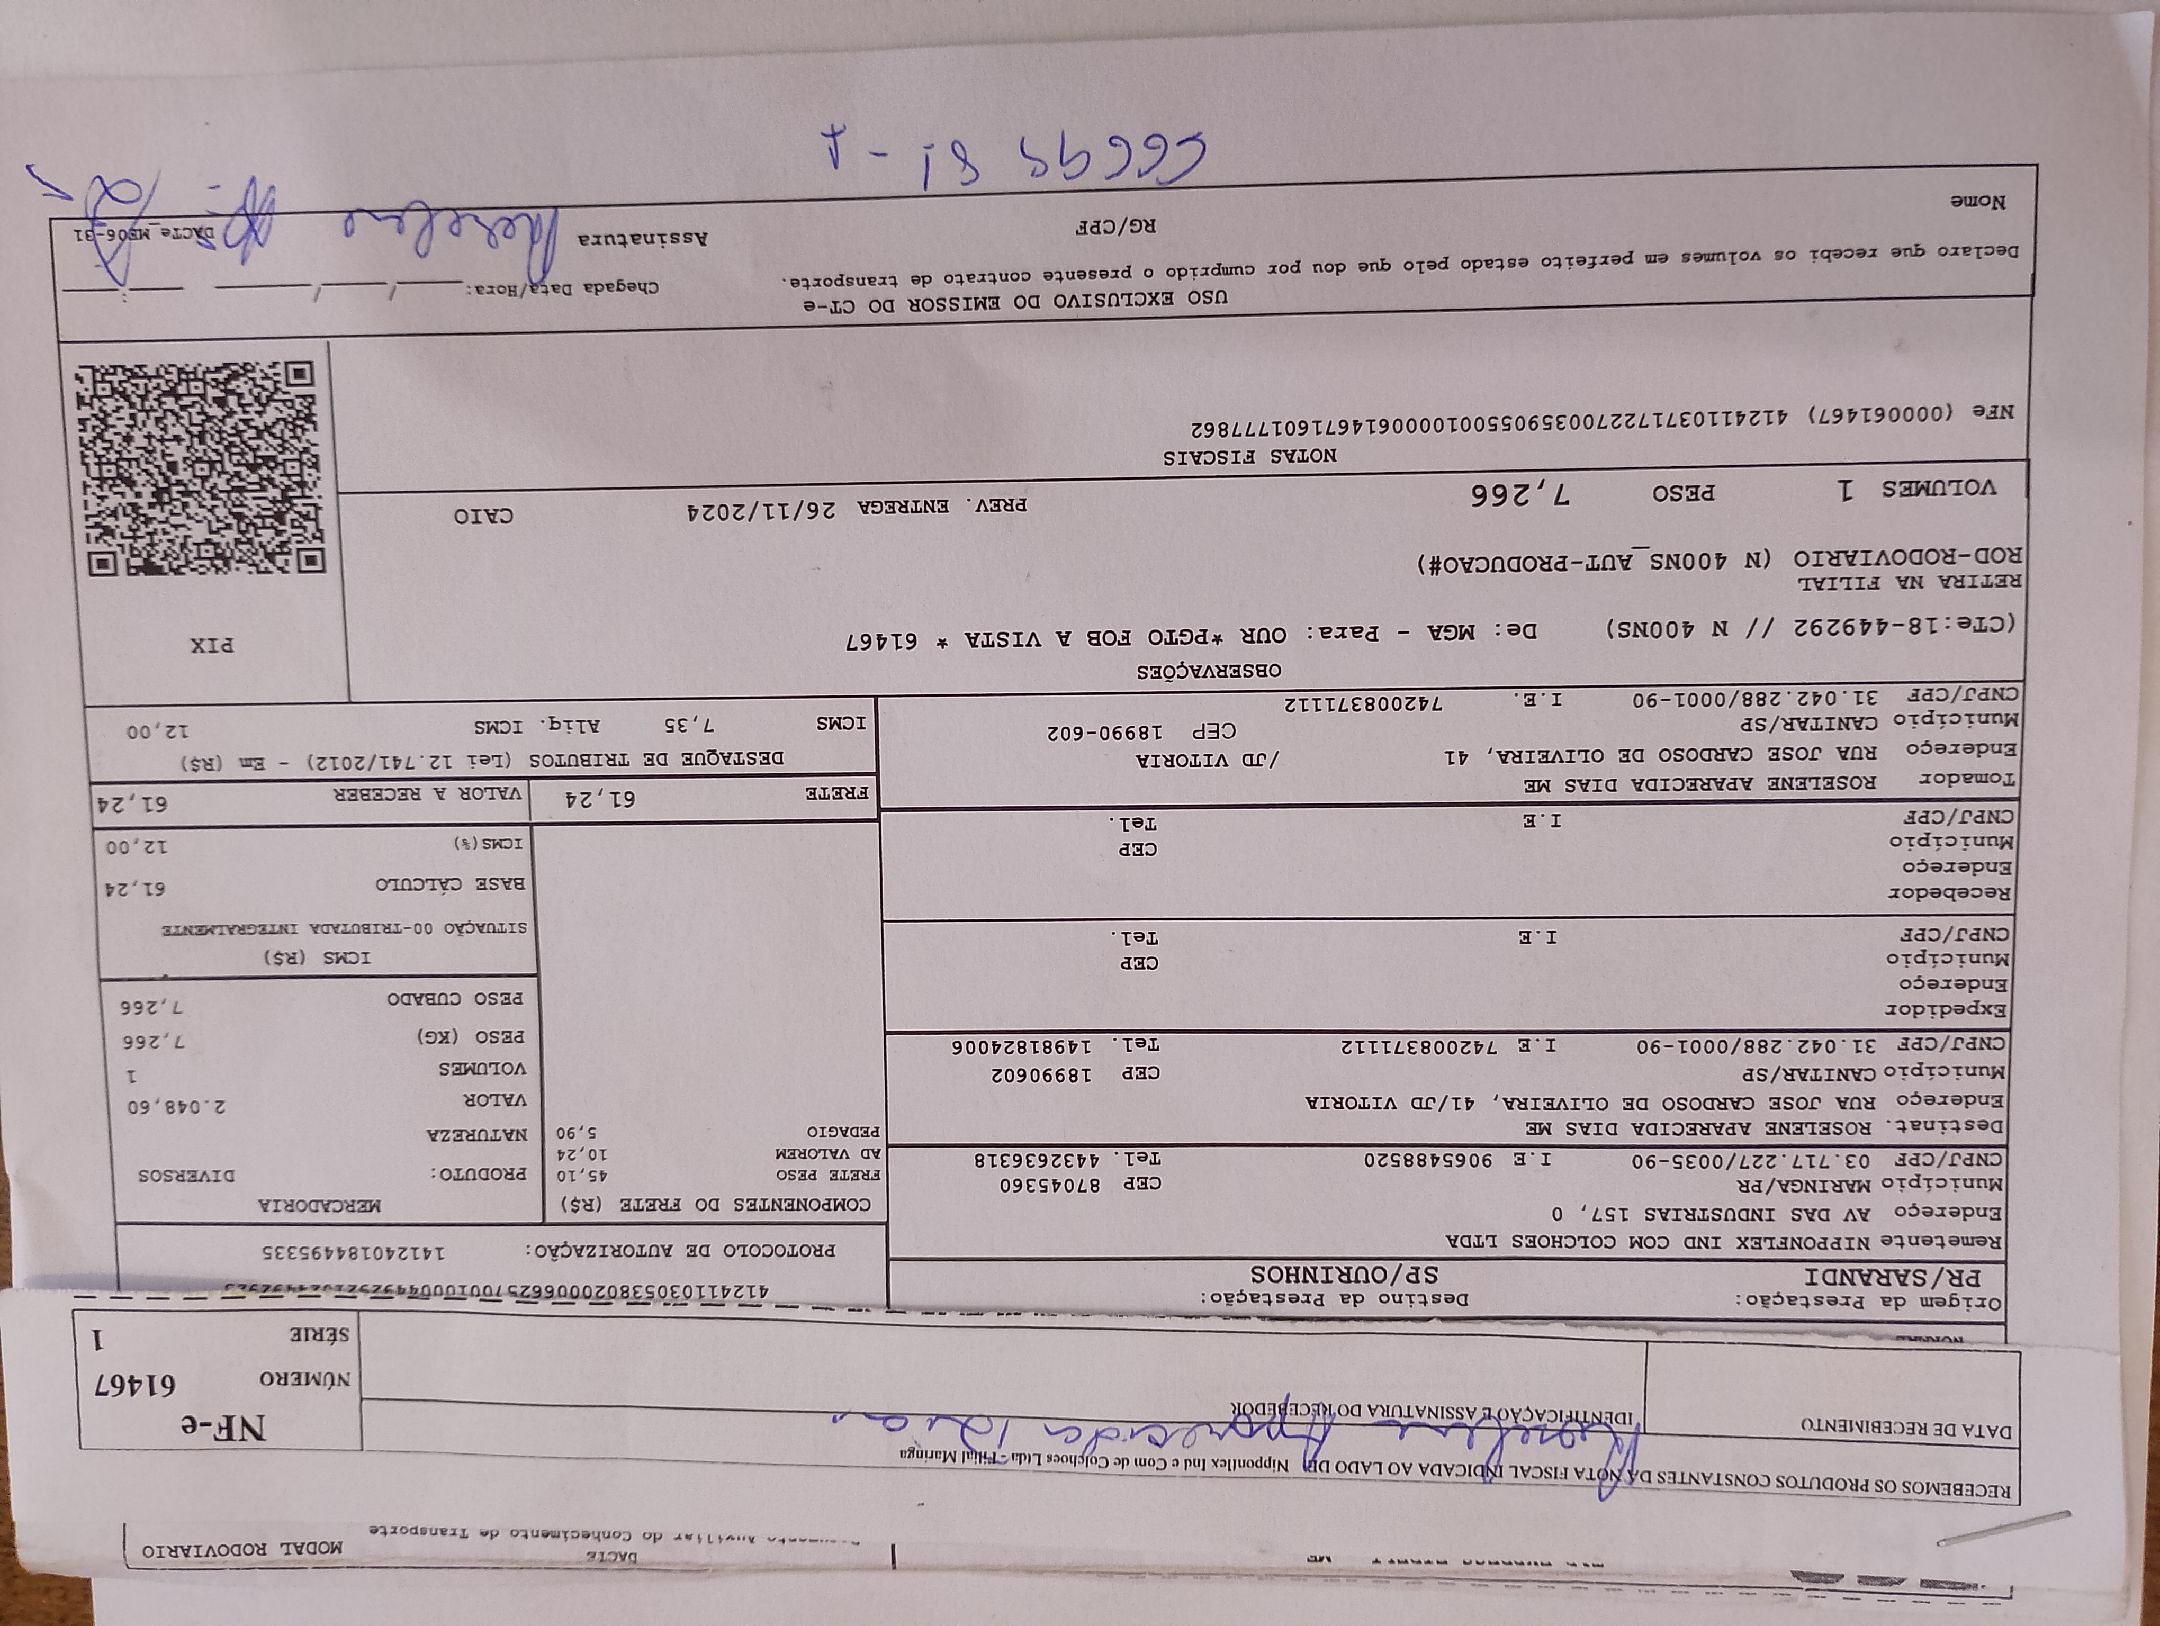 DACTE
MODAL RODOVIARIO
Auxiliar do Conhecimento de Transporte
RECEBEMOS OS PRODUTOS CONSTANTES DA NOTA FISCAL INDICADA AO LADO DE Nipponflex Ind e Com de Colchoes Ltda - Filial Maringa
NF-e
DATA DE RECEBIMENTO
IDENTIFICAÇÃO E ASSINATURA DO RECEBEDOR
Roselene Aparecida Dias
NÚMERO 61467
SÉRIE 1
Origem da Prestação: Destino da Prestação:
PR/SARANDI SP/OURINHOS
PROTOCOLO DE AUTORIZAÇÃO: 141240184495335
Remetente NIPPONFLEX IND COM COLCHOES LTDA
Endereço AV DAS INDUSTRIAS 157, 0
Município MARINGA/PR CEP 87045360
CNPJ/CPF 03.717.227/0035-90 I.E 9065488520 Tel. 4432636318
Destinat. ROSELENE APARECIDA DIAS ME
Endereço RUA JOSE CARDOSO DE OLIVEIRA, 41/JD VITORIA
Município CANITAR/SP CEP 18990602
CNPJ/CPF 31.042.288/0001-90 I.E 742008371112 Tel. 14981824006
Expedidor
Endereço
Município CEP
CNPJ/CPF I.E Tel.
Recebedor
Endereço
Município CEP
CNPJ/CPF I.E Tel.
Tomador ROSELENE APARECIDA DIAS ME
Endereço RUA JOSE CARDOSO DE OLIVEIRA, 41 /JD VITORIA
Município CANITAR/SP CEP 18990-602
CNPJ/CPF 31.042.288/0001-90 I.E. 742008371112
COMPONENTES DO FRETE (R$)
FRETE PESO 45,10
AD VALOREM 10,24
PEDAGIO 5,90
MERCADORIA
PRODUTO: DIVERSOS
NATUREZA
VALOR 2.048,60
VOLUMES 1
PESO (KG) 7,266
PESO CUBADO 7,266
ICMS (R$)
SITUAÇÃO 00-TRIBUTADA INTEGRALMENTE
BASE CÁLCULO 61,24
ICMS(%) 12,00
FRETE 61,24 VALOR A RECEBER 61,24
DESTAQUE DE TRIBUTOS (Lei 12.741/2012) - Em (R$)
ICMS 7,35 Aliq. ICMS 12,00
OBSERVAÇÕES
(CTe:18-449292 // N 400NS) De: MGA - Para: OUR *PGTO FOB A VISTA * 61467
RETIRA NA FILIAL
ROD-RODOVIARIO (N 400NS_AUT-PRODUCAO#)
PIX
VOLUMES 1 PESO 7,266 PREV. ENTREGA 26/11/2024 CAIO
NOTAS FISCAIS
NFe (000061467) 41241103717227003590550010000614671601777862
USO EXCLUSIVO DO EMISSOR DO CT-e
Declaro que recebi os volumes em perfeito estado pelo que dou por cumprido o presente contrato de transporte.
Chegada Data/Hora: / / :
Nome RG/CPF Assinatura
Roselene
DACTe_ME06-31